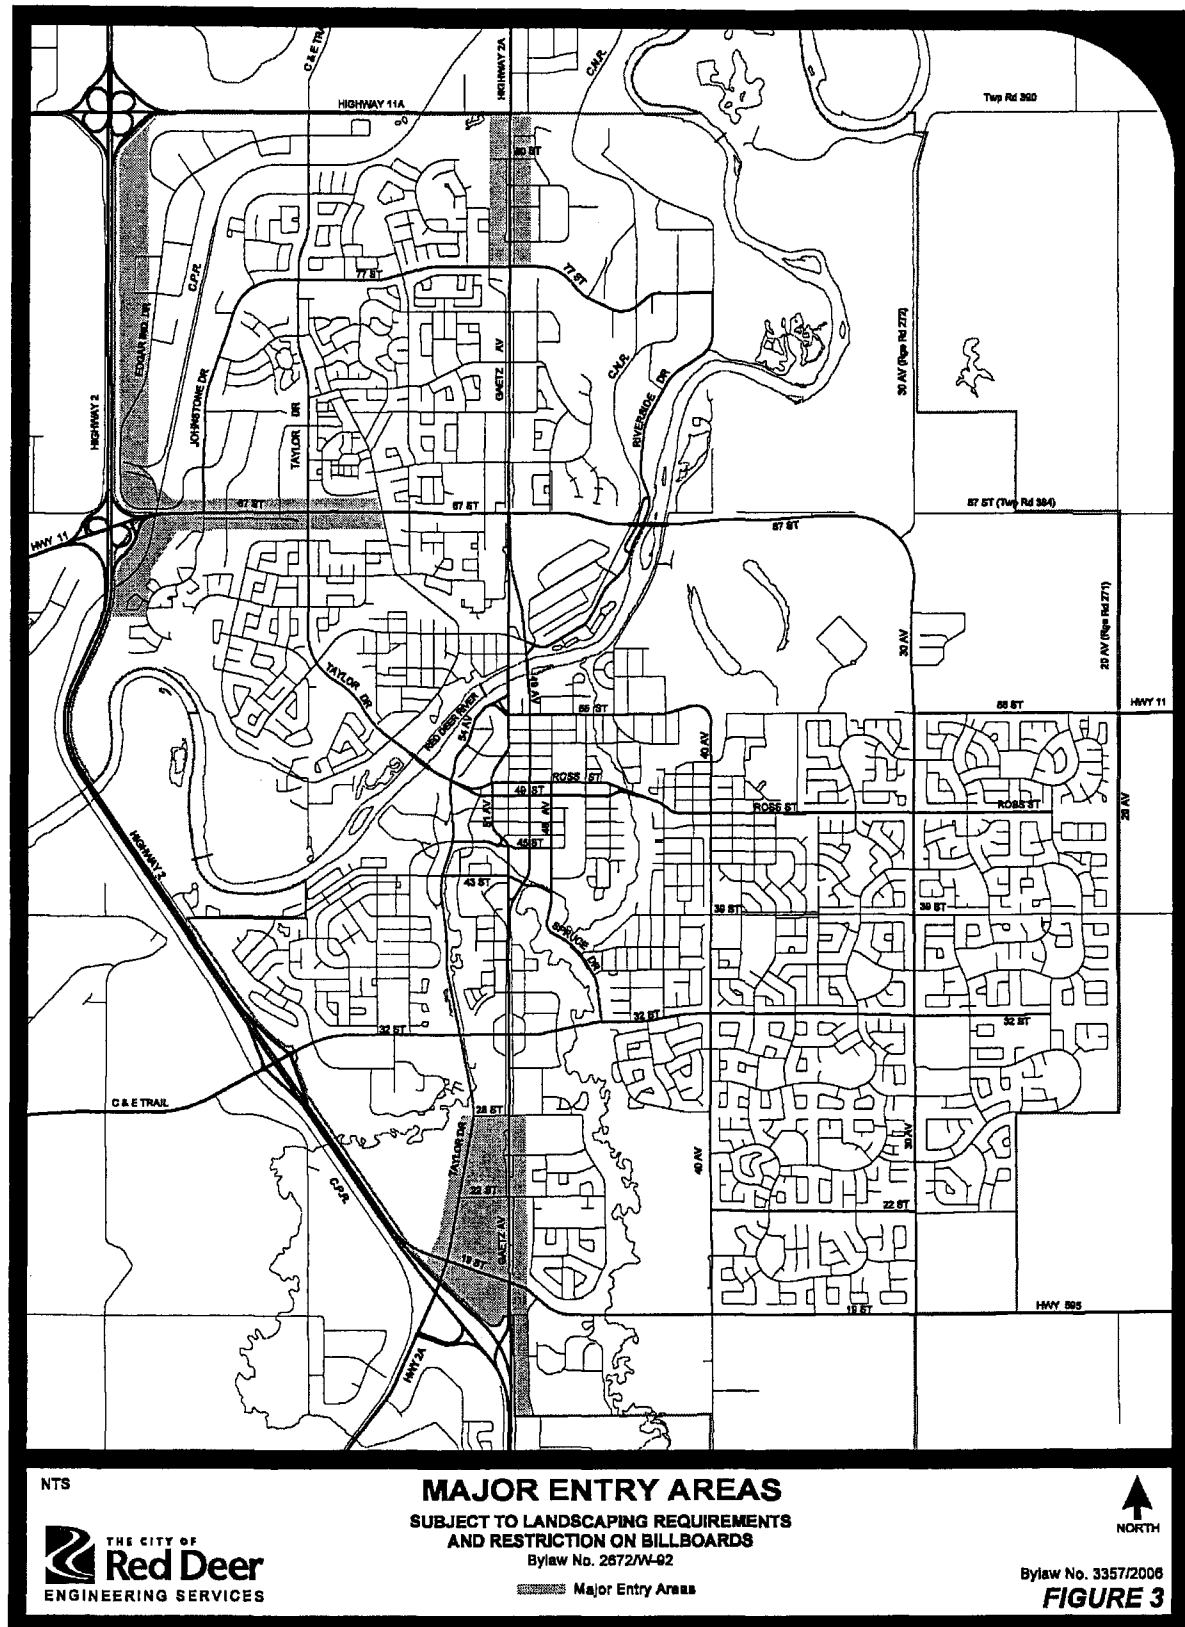 C & E TRA
HIGHWAY 2A
C.N.R.
HIGHWAY 11A
Twp Rd 390
80 ST
C.P.R.
77 ST
77 ST
EDGAR IND. DR
GAETZ AV
30 AV (Rge Rd 272)
C.N.R.
RIVERSIDE DR
JOHNSTONE DR
HIGHWAY 2
TAYLOR DR
67 ST
67 ST
67 ST (Twp Rd 384)
67 ST
HWY 11
20 AV (Rge Rd 271)
30 AV
TAYLOR DR
49 AV
RED DEER RIVER
54 AV
55 ST
55 ST
HWY 11
40 AV
ROSS ST
49 ST
ROSS ST
ROSS ST
20 AV
51 AV
48 AV
45 ST
HIGHWAY 2
43 ST
39 ST
39 ST
SPRUCE DR
32 ST
32 ST
32 ST
C & E TRAIL
28 ST
TAYLOR DR
30 AV
40 AV
C.P.R.
22 ST
22 ST
GAETZ AV
19 ST
19 ST
HWY 595
HWY 2A
NTS
MAJOR ENTRY AREAS
SUBJECT TO LANDSCAPING REQUIREMENTS
AND RESTRICTION ON BILLBOARDS
Bylaw No. 2672/W-92
Major Entry Areas
NORTH
THE CITY OF
Red Deer
ENGINEERING SERVICES
Bylaw No. 3357/2006
FIGURE 3